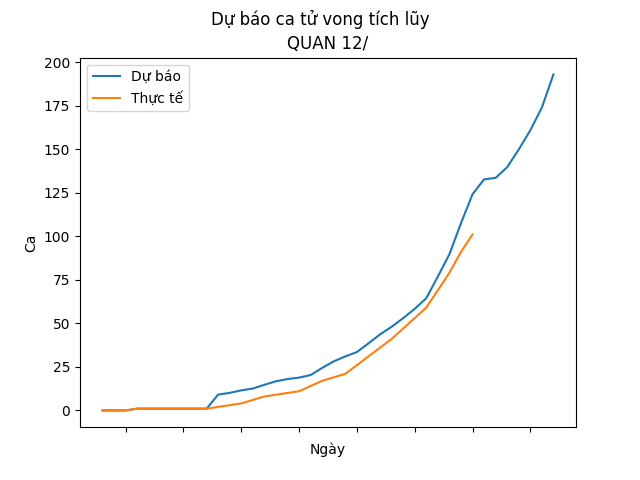 Dự báo ca tử vong tích lũy
QUAN 12/
Dự báo
Thực tế
200
175
150
125
100
75
50
25
0
Ca
Ngày